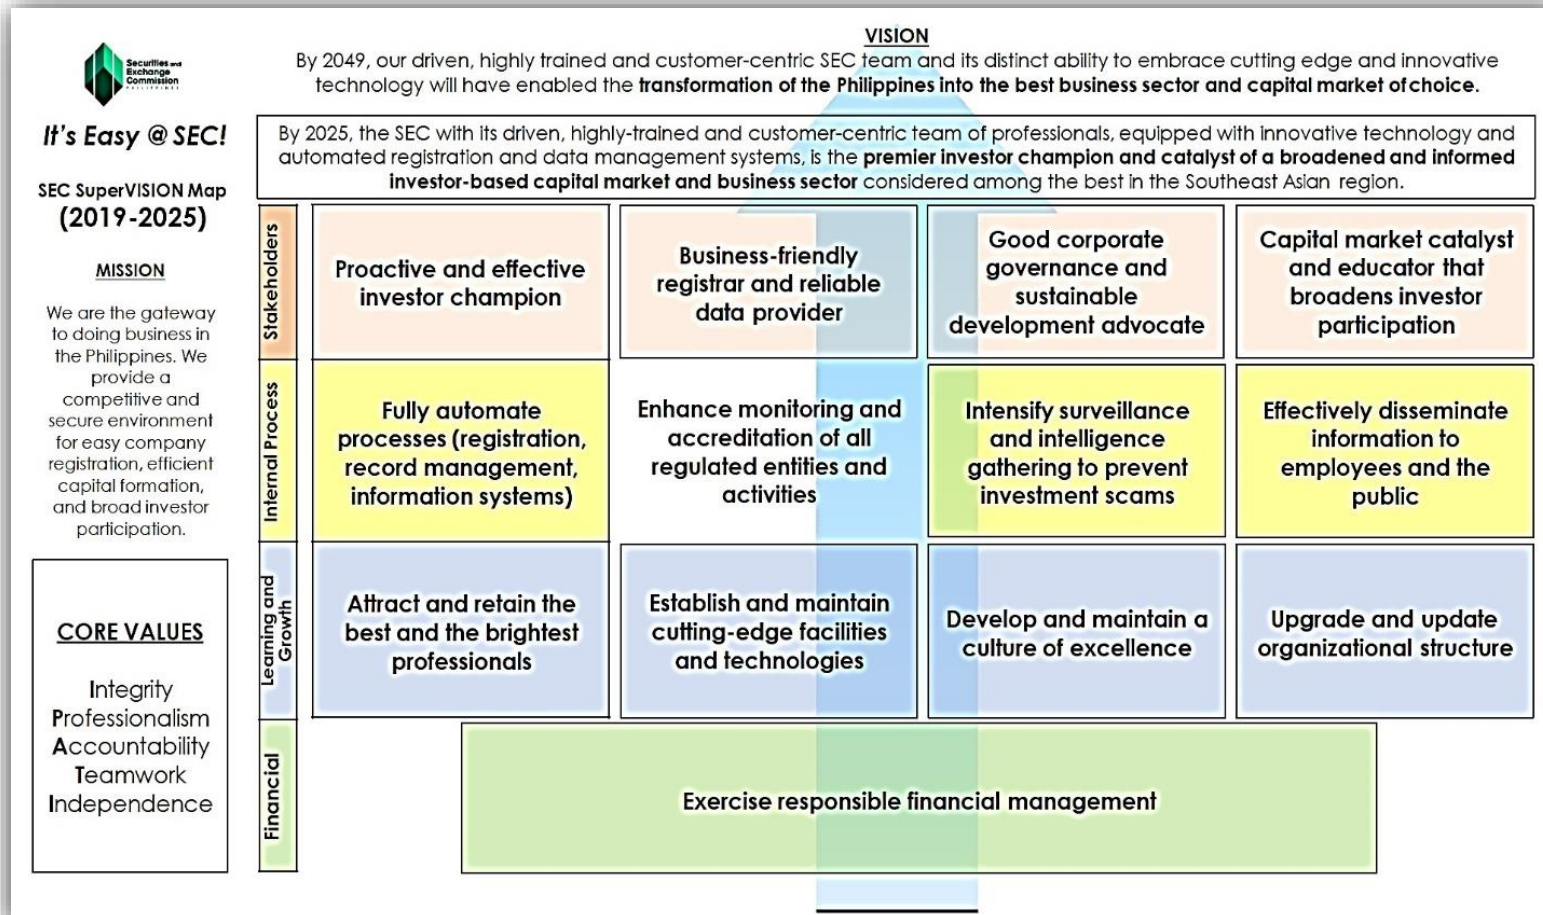 Securities and
Exchange
Commission
PHILIPPINES
It's Easy @ SEC!
SEC SuperVISION Map
(2019-2025)
MISSION
We are the gateway
to doing business in
the Philippines. We
provide a
competitive and
secure environment
for easy company
registration, efficient
capital formation,
and broad investor
participation.
CORE VALUES
Integrity
Professionalism
Accountability
Teamwork
Independence
VISION
By 2049, our driven, highly trained and customer-centric SEC team and its distinct ability to embrace cutting edge and innovative
technology will have enabled the transformation of the Philippines into the best business sector and capital market of choice.
By 2025, the SEC with its driven, highly-trained and customer-centric team of professionals, equipped with innovative technology and
automated registration and data management systems, is the premier investor champion and catalyst of a broadened and informed
investor-based capital market and business sector considered among the best in the Southeast Asian region.
Stakeholders
Proactive and effective
investor champion
Business-friendly
registrar and reliable
data provider
Good corporate
governance and
sustainable
development advocate
Capital market catalyst
and educator that
broadens investor
participation
Internal Process
Fully automate
processes (registration,
record management,
information systems)
Enhance monitoring and
accreditation of all
regulated entities and
activities
Intensify surveillance
and intelligence
gathering to prevent
investment scams
Effectively disseminate
information to
employees and the
public
Learning and
Growth
Attract and retain the
best and the brightest
professionals
Establish and maintain
cutting-edge facilities
and technologies
Develop and maintain a
culture of excellence
Upgrade and update
organizational structure
Financial
Exercise responsible financial management